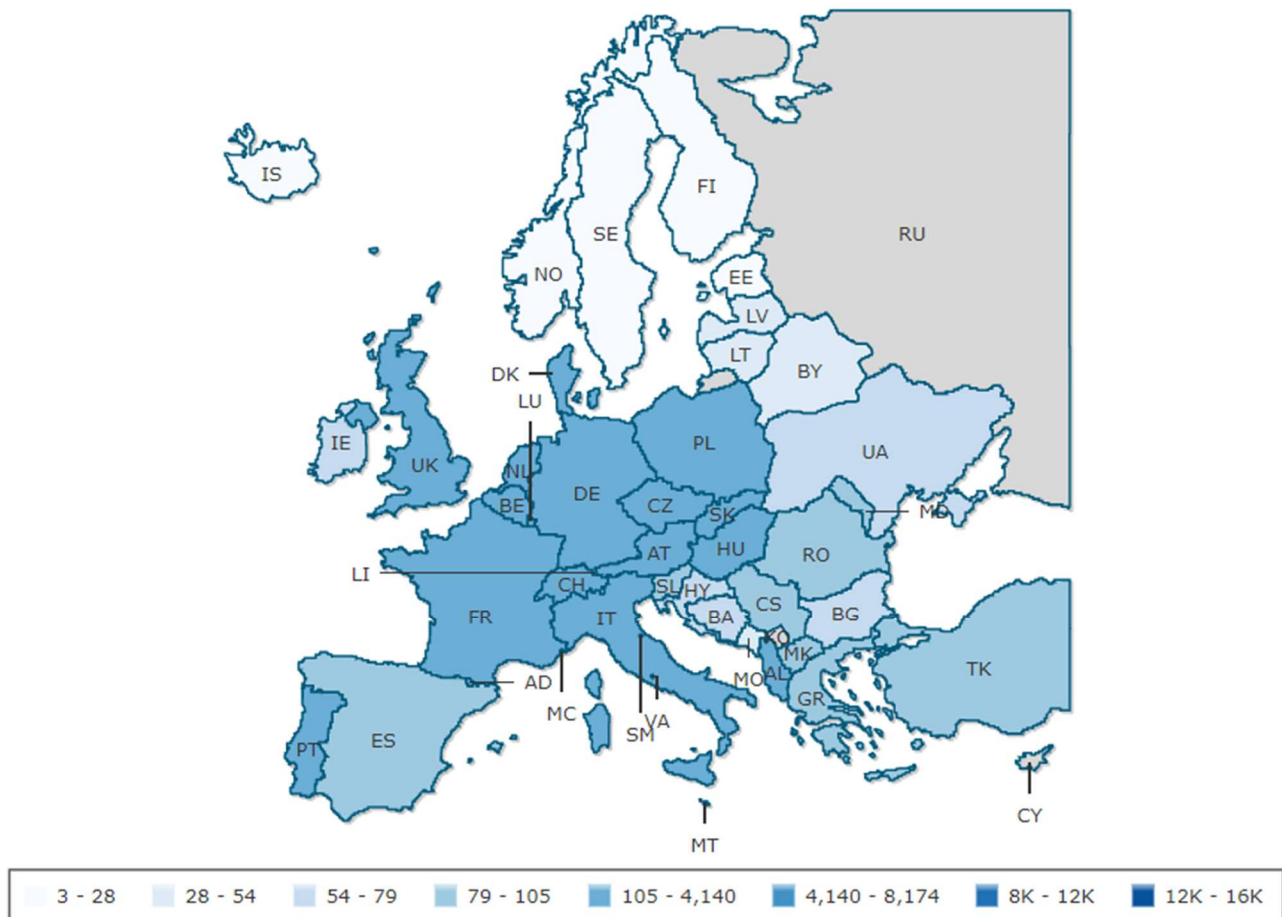 IS
FI
RU
SE
NO
EE
LV
LT
BY
DK
LU
IE
UK
NL
PL
UA
DE
BE
CZ
SK
MD
AT
HU
RO
LI
CH
SL
HY
CS
FR
IT
BA
BG
KO
MK
MO
AL
TK
AD
GR
MC
VA
SM
ES
PT
CY
MT
3 - 28 28 - 54 54 - 79 79 - 105 105 - 4,140 4,140 - 8,174 8K - 12K 12K - 16K